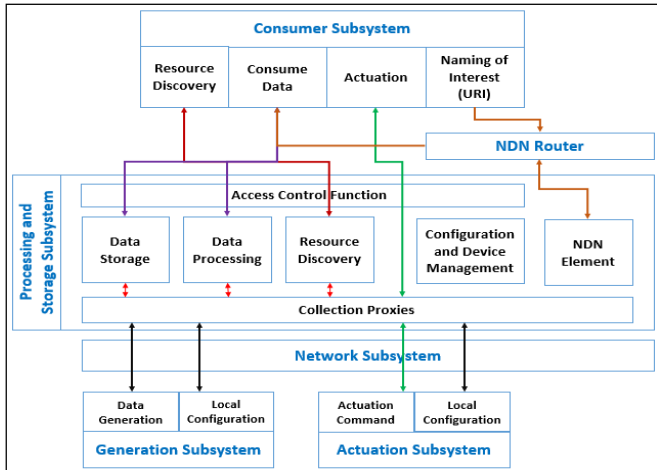 Consumer Subsystem
Resource
Discovery
Consume
Data
Actuation
Naming of
Interest
(URI)
NDN Router
Processing and
Storage Subsystem
Access Control Function
Data
Storage
Data
Processing
Resource
Discovery
Configuration
and Device
Management
NDN
Element
Collection Proxies
Network Subsystem
Data
Generation
Local
Configuration
Generation Subsystem
Actuation
Command
Local
Configuration
Actuation Subsystem